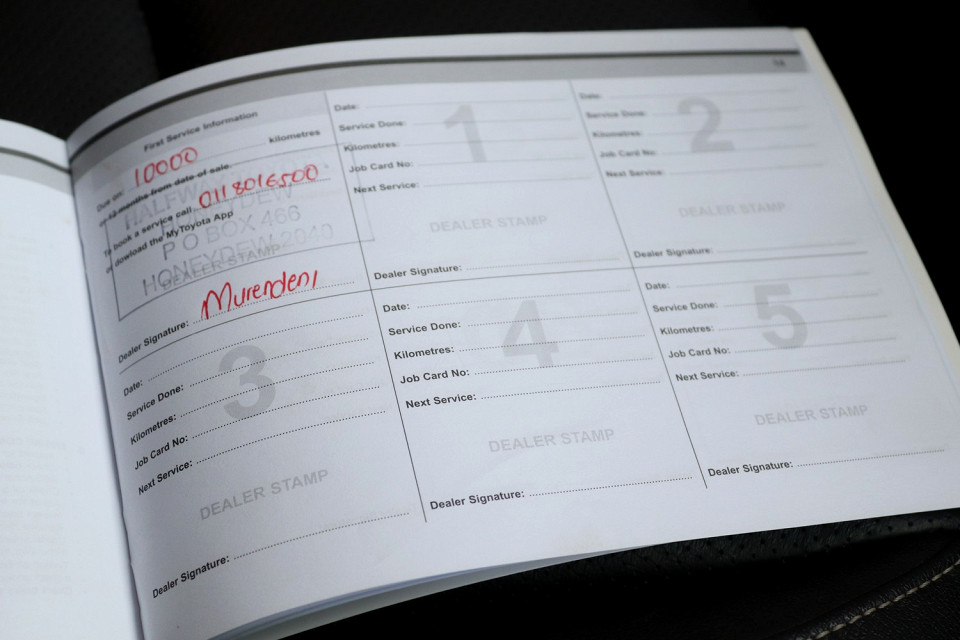 First Service Information
Due on: 10000 kilometres
or 12 months from date of sale.
To book a service call 0118016500
or dowload the MyToyota App
HALFWAY
HONEYDEW
P O BOX 466
HONEYDEW 2040
DEALER STAMP
Dealer Signature: Murendeni
1
Date:
Service Done:
Kilometres:
Job Card No:
Next Service:
DEALER STAMP
Dealer Signature:
2
Date:
Service Done:
Kilometres:
Job Card No:
Next Service:
DEALER STAMP
Dealer Signature:
3
Date:
Service Done:
Kilometres:
Job Card No:
Next Service:
DEALER STAMP
Dealer Signature:
4
Date:
Service Done:
Kilometres:
Job Card No:
Next Service:
DEALER STAMP
Dealer Signature:
5
Date:
Service Done:
Kilometres:
Job Card No:
Next Service:
DEALER STAMP
Dealer Signature: